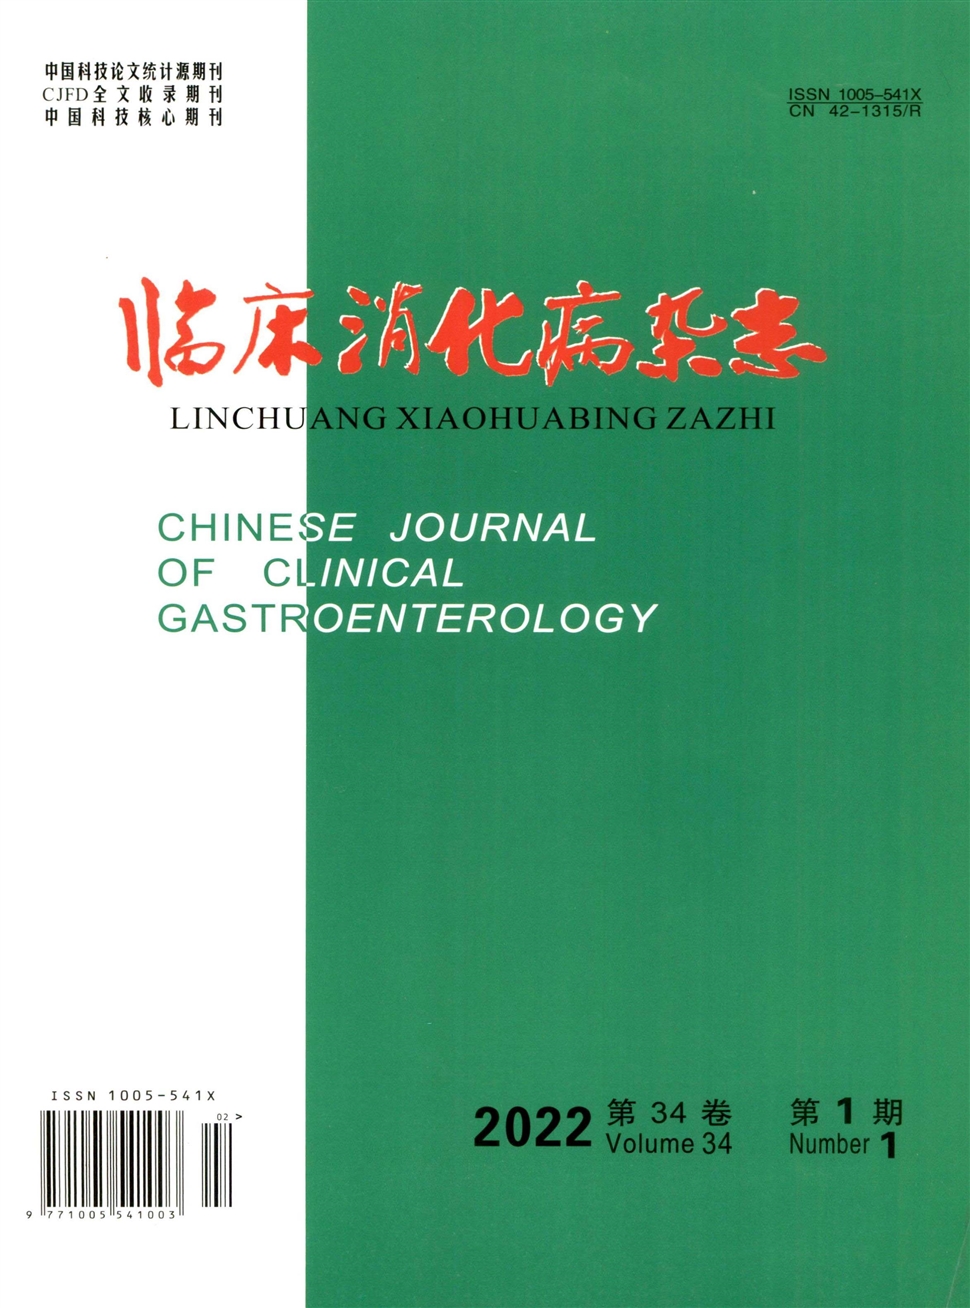 中国科技论文统计源期刊
CJFD全文收录期刊
中国科技核心期刊
ISSN 1005-541X
CN 42-1315/R
临床消化病杂志
LINCHUANG XIAOHUABING ZAZHI
CHINESE JOURNAL
OF CLINICAL
GASTROENTEROLOGY
ISSN 1005-541X
02 >
9 771005 541003
2022 第 34 卷 第 1 期
Volume 34 Number 1